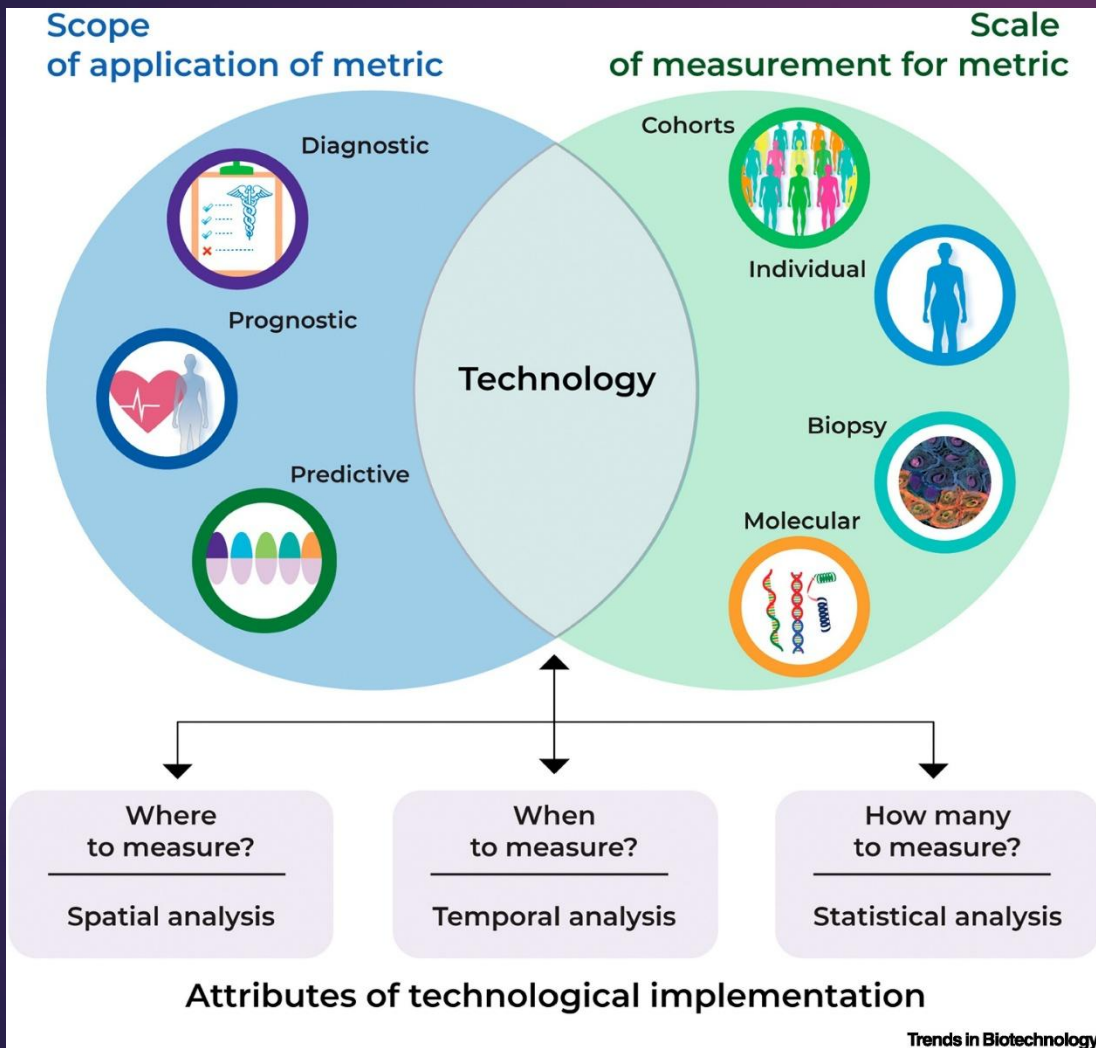 Scope
of application of metric
Scale
of measurement for metric
Diagnostic
Prognostic
Predictive
Technology
Cohorts
Individual
Biopsy
Molecular
Where
to measure?
Spatial analysis
When
to measure?
Temporal analysis
How many
to measure?
Statistical analysis
Attributes of technological implementation
Trends in Biotechnology